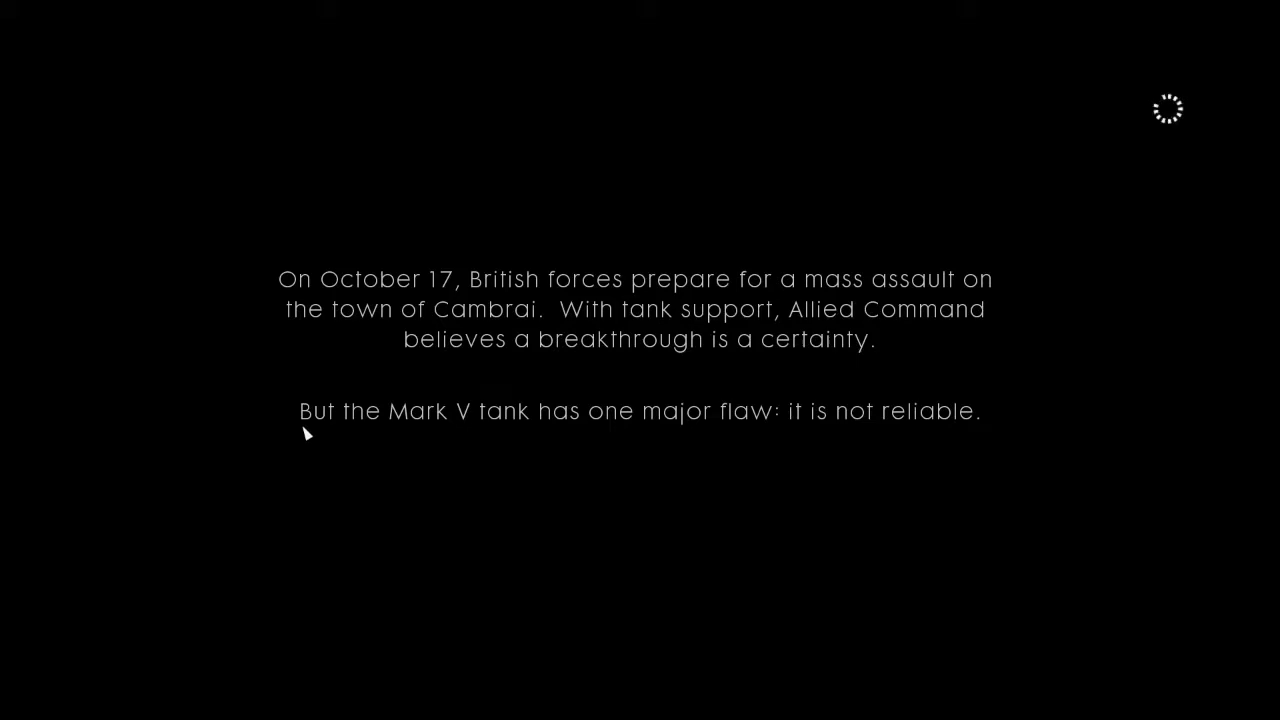 On October 17, British forces prepare for a mass assault on
the town of Cambrai.  With tank support, Allied Command
believes a breakthrough is a certainty.
But the Mark V tank has one major flaw: it is not reliable.